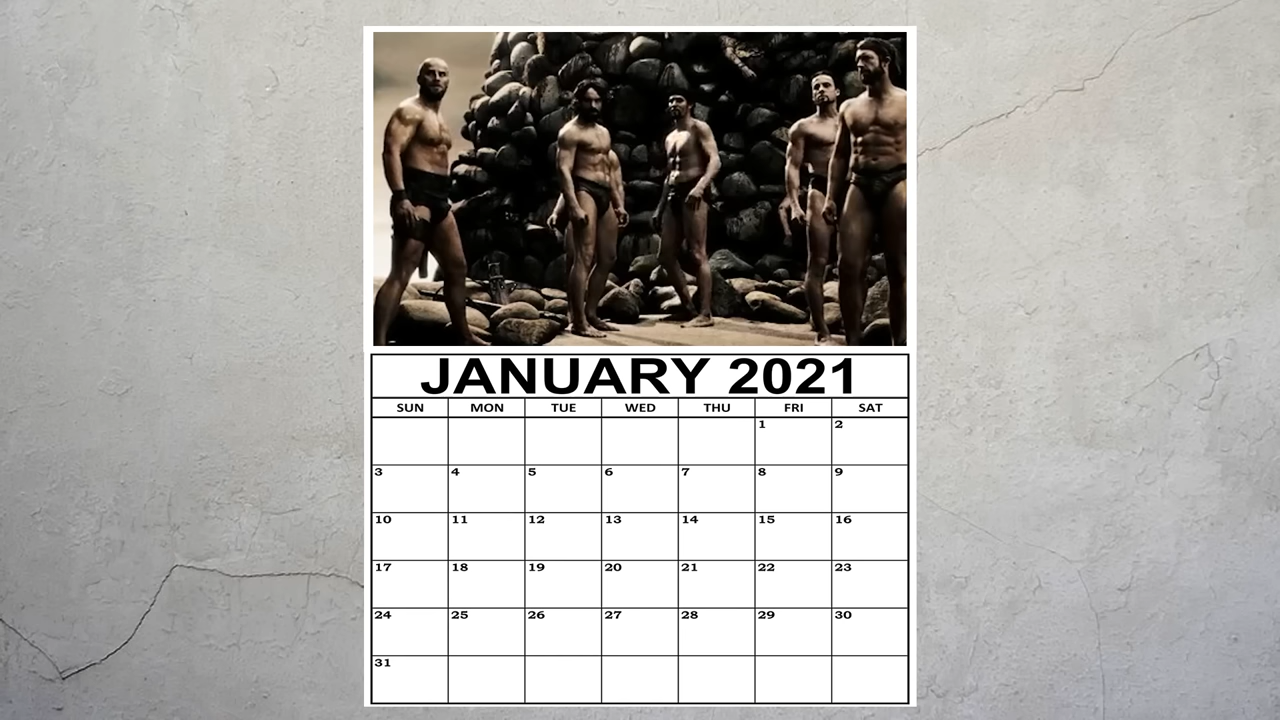 JANUARY 2021
SUN MON TUE WED THU FRI SAT
1 2
3 4 5 6 7 8 9
10 11 12 13 14 15 16
17 18 19 20 21 22 23
24 25 26 27 28 29 30
31